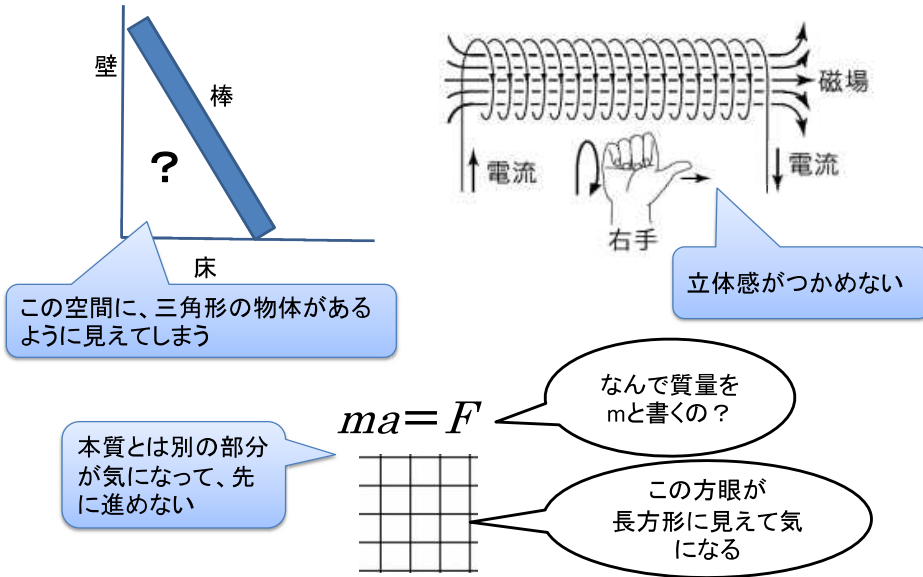 壁
棒
?
床
この空間に、三角形の物体がある
ように見えてしまう
磁場
電流
電流
右手
立体感がつかめない
本質とは別の部分
が気になって、先
に進めない
ma=F
なんで質量を
mと書くの？
この方眼が
長方形に見えて気
になる